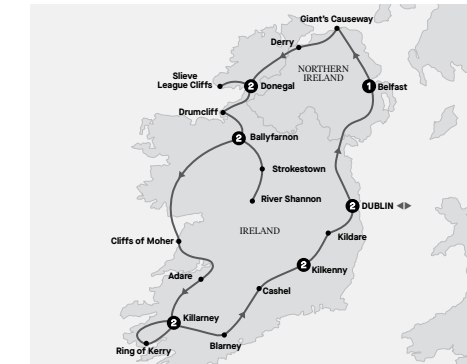 Giant's Causeway
Derry
NORTHERN
IRELAND
Slieve
League Cliffs
2 Donegal
1 Belfast
Drumcliff
2 Ballyfarnon
Strokestown
River Shannon
2 DUBLIN
IRELAND
Kildare
Cliffs of Moher
2 Kilkenny
Adare
Cashel
2 Killarney
Blarney
Ring of Kerry